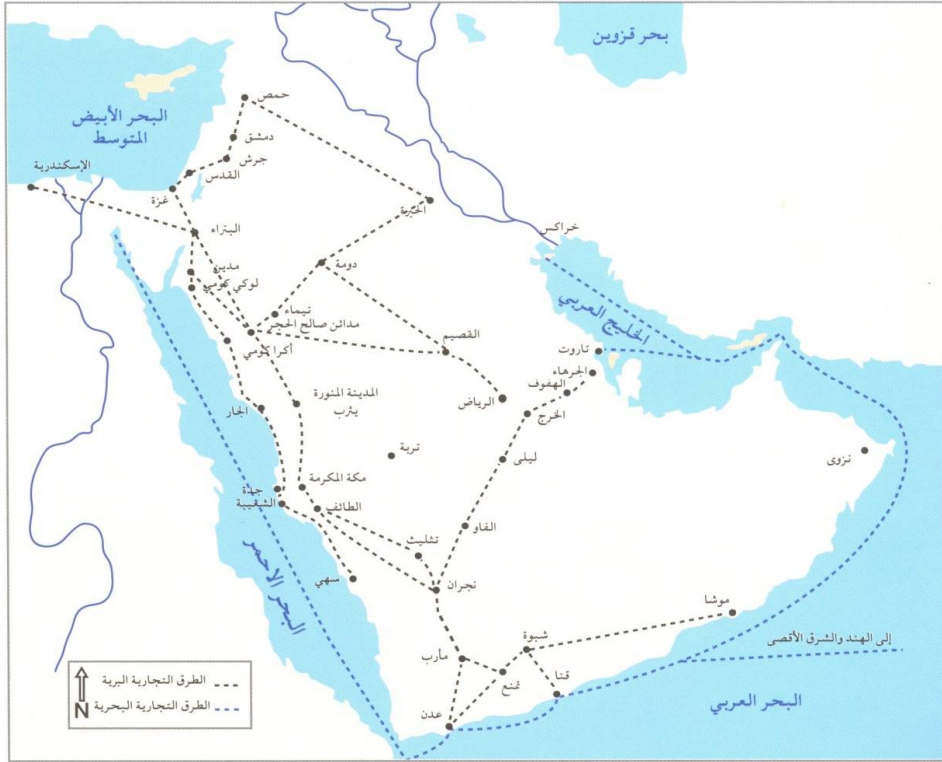 بحر قزوين
البحر الأبيض
المتوسط
حمص
دمشق
جرش
القدس
الإسكندرية
غزة
البتراء
الحيرة
خراكس
دومة
مدين
لوكي كومي
تيماء
مدائن صالح الحجر
أكرا كومي
الخليج العربي
القصيم
تاروت
الجرهاء
الهفوف
الرياض
الخرج
المدينة المنورة
يثرب
الجار
تربة
ليلى
نزوى
مكة المكرمة
جدة
الشعيبة
الطائف
الفاو
تثليث
البحر الاحمر
سهي
نجران
موشا
شبوة
إلى الهند والشرق الأقصى
مأرب
تمنع
قنا
عدن
البحر العربي
الطرق التجارية البرية
الطرق التجارية البحرية
N